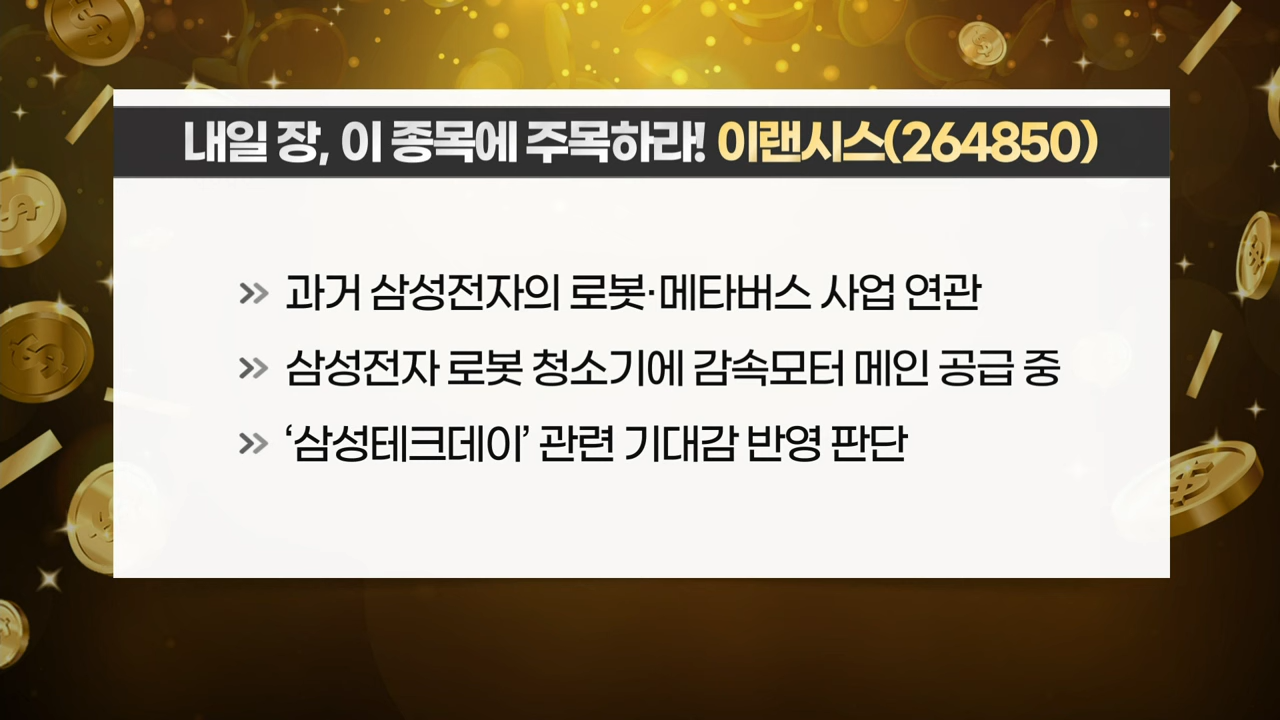 내일 장, 이 종목에 주목하라! 이랜시스(264850)
과거 삼성전자의 로봇·메타버스 사업 연관
삼성전자 로봇 청소기에 감속모터 메인 공급 중
‘삼성테크데이’ 관련 기대감 반영 판단